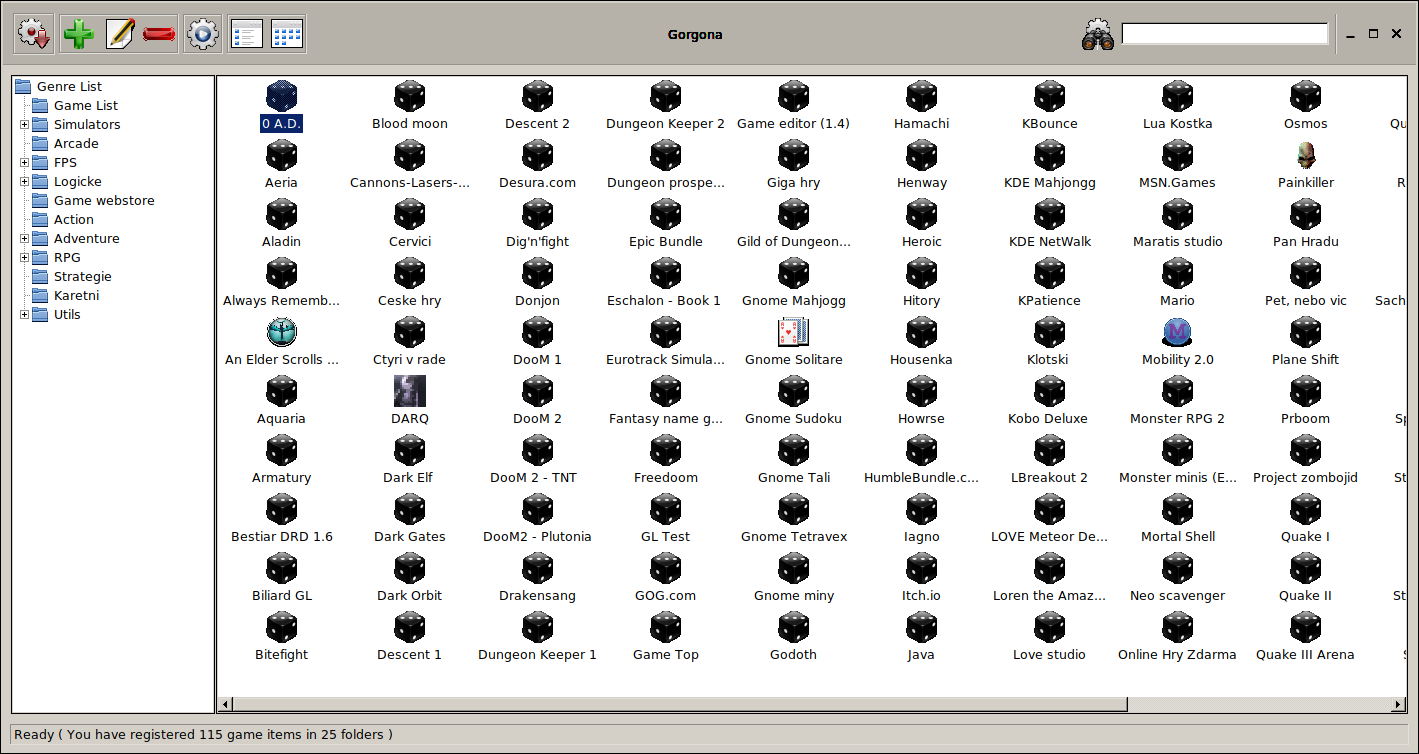 Gorgona
Genre List
Game List
Simulators
Arcade
FPS
Logicke
Game webstore
Action
Adventure
RPG
Strategie
Karetni
Utils
0 A.D. Blood moon Descent 2 Dungeon Keeper 2 Game editor (1.4) Hamachi KBounce Lua Kostka Osmos Qu
Aeria Cannons-Lasers-... Desura.com Dungeon prospe... Giga hry Henway KDE Mahjongg MSN.Games Painkiller R
Aladin Cervici Dig'n'fight Epic Bundle Gild of Dungeon... Heroic KDE NetWalk Maratis studio Pan Hradu
Always Rememb... Ceske hry Donjon Eschalon - Book 1 Gnome Mahjogg Hitory KPatience Mario Pet, nebo vic Sach
An Elder Scrolls ... Ctyri v rade DooM 1 Eurotrack Simula... Gnome Solitare Housenka Klotski Mobility 2.0 Plane Shift
Aquaria DARQ DooM 2 Fantasy name g... Gnome Sudoku Howrse Kobo Deluxe Monster RPG 2 Prboom Sp
Armatury Dark Elf DooM 2 - TNT Freedoom Gnome Tali HumbleBundle.c... LBreakout 2 Monster minis (E... Project zombojid St
Bestiar DRD 1.6 Dark Gates DooM2 - Plutonia GL Test Gnome Tetravex Iagno LOVE Meteor De... Mortal Shell Quake I
Biliard GL Dark Orbit Drakensang GOG.com Gnome miny Itch.io Loren the Amaz... Neo scavenger Quake II St
Bitefight Descent 1 Dungeon Keeper 1 Game Top Godoth Java Love studio Online Hry Zdarma Quake III Arena
Ready ( You have registered 115 game items in 25 folders )